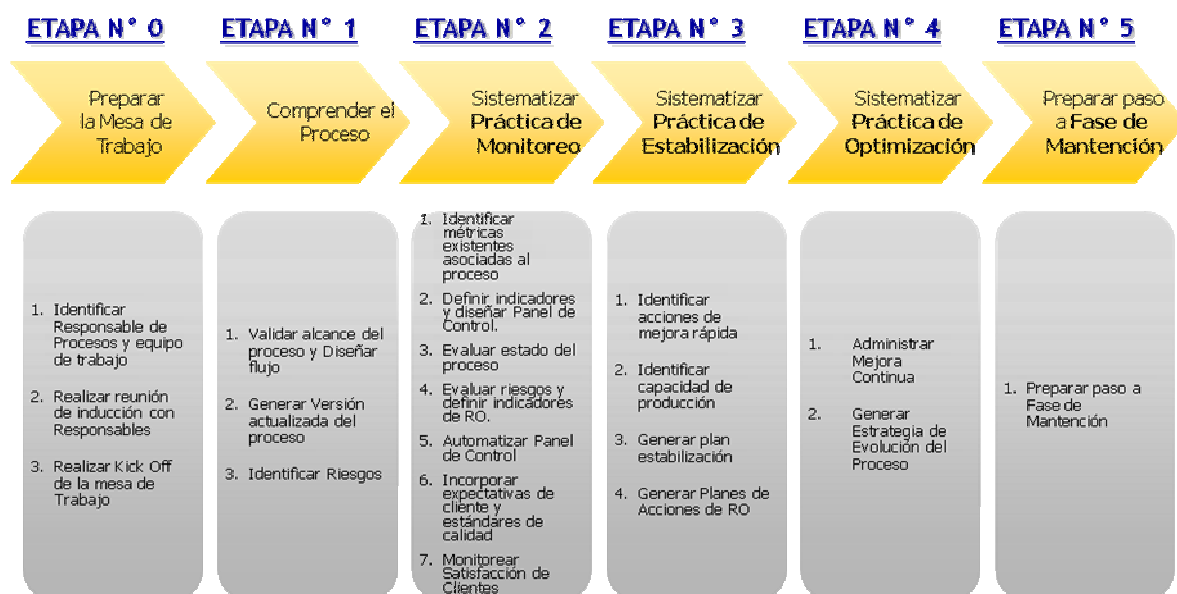 ETAPA N° 0
ETAPA N° 1
ETAPA N° 2
ETAPA N° 3
ETAPA N° 4
ETAPA N° 5
Preparar
la Mesa de
Trabajo
Comprender el
Proceso
Sistematizar
Práctica de
Monitoreo
Sistematizar
Práctica de
Estabilización
Sistematizar
Práctica de
Optimización
Preparar paso
a Fase de
Mantención
1. Identificar
Responsable de
Procesos y equipo
de trabajo
2. Realizar reunión
de inducción con
Responsables
3. Realizar Kick Off
de la mesa de
Trabajo
1. Validar alcance del
proceso y Diseñar
flujo
2. Generar Versión
actualizada del
proceso
3. Identificar Riesgos
1. Identificar
métricas
existentes
asociadas al
proceso
2. Definir indicadores
y diseñar Panel de
Control.
3. Evaluar estado del
proceso
4. Evaluar riesgos y
definir indicadores
de RO.
5. Automatizar Panel
de Control
6. Incorporar
expectativas de
cliente y
estándares de
calidad
7. Monitorear
Satisfacción de
Clientes
1. Identificar
acciones de
mejora rápida
2. Identificar
capacidad de
producción
3. Generar plan
estabilización
4. Generar Planes de
Acciones de RO
1. Administrar
Mejora
Continua
2. Generar
Estrategia de
Evolución del
Proceso
1. Preparar paso a
Fase de
Mantención